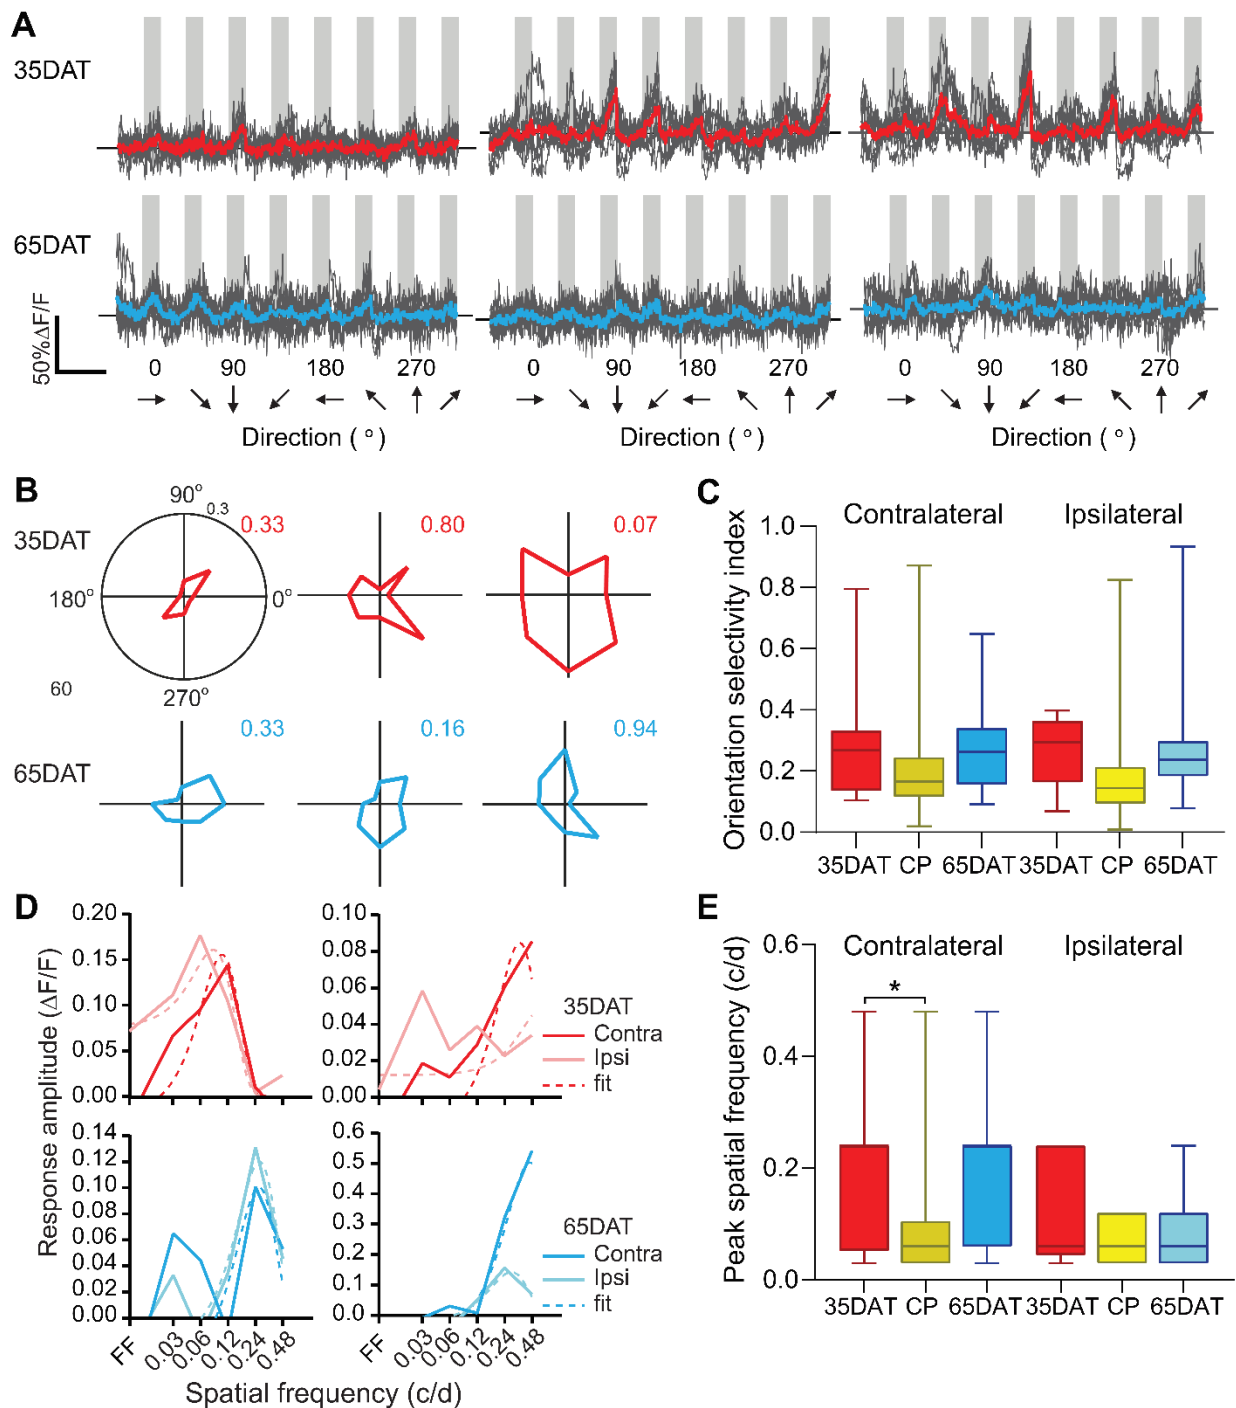 A
35DAT
65DAT
50%ΔF/F
0 90 180 270 0 90 180 270 0 90 180 270
Direction ( ° ) Direction ( ° ) Direction ( ° )
B
35DAT
90°
0.3
0.33 0.80 0.07
180° 0°
270°
60
65DAT
0.33 0.16 0.94
C
Contralateral Ipsilateral
Orientation selectivity index
1.0
0.8
0.6
0.4
0.2
0.0
35DAT CP 65DAT 35DAT CP 65DAT
D
Response amplitude (ΔF/F)
0.20
0.15
0.10
0.05
0.00
0.10
0.08
0.06
0.04
0.02
0.00
35DAT
Contra
Ipsi
fit
0.14
0.12
0.10
0.08
0.06
0.04
0.02
0.00
0.6
0.5
0.4
0.3
0.2
0.1
0.0
65DAT
Contra
Ipsi
fit
FF 0.03 0.06 0.12 0.24 0.48 FF 0.03 0.06 0.12 0.24 0.48
Spatial frequency (c/d)
E
Contralateral Ipsilateral
*
Peak spatial frequency (c/d)
0.6
0.4
0.2
0.0
35DAT CP 65DAT 35DAT CP 65DAT